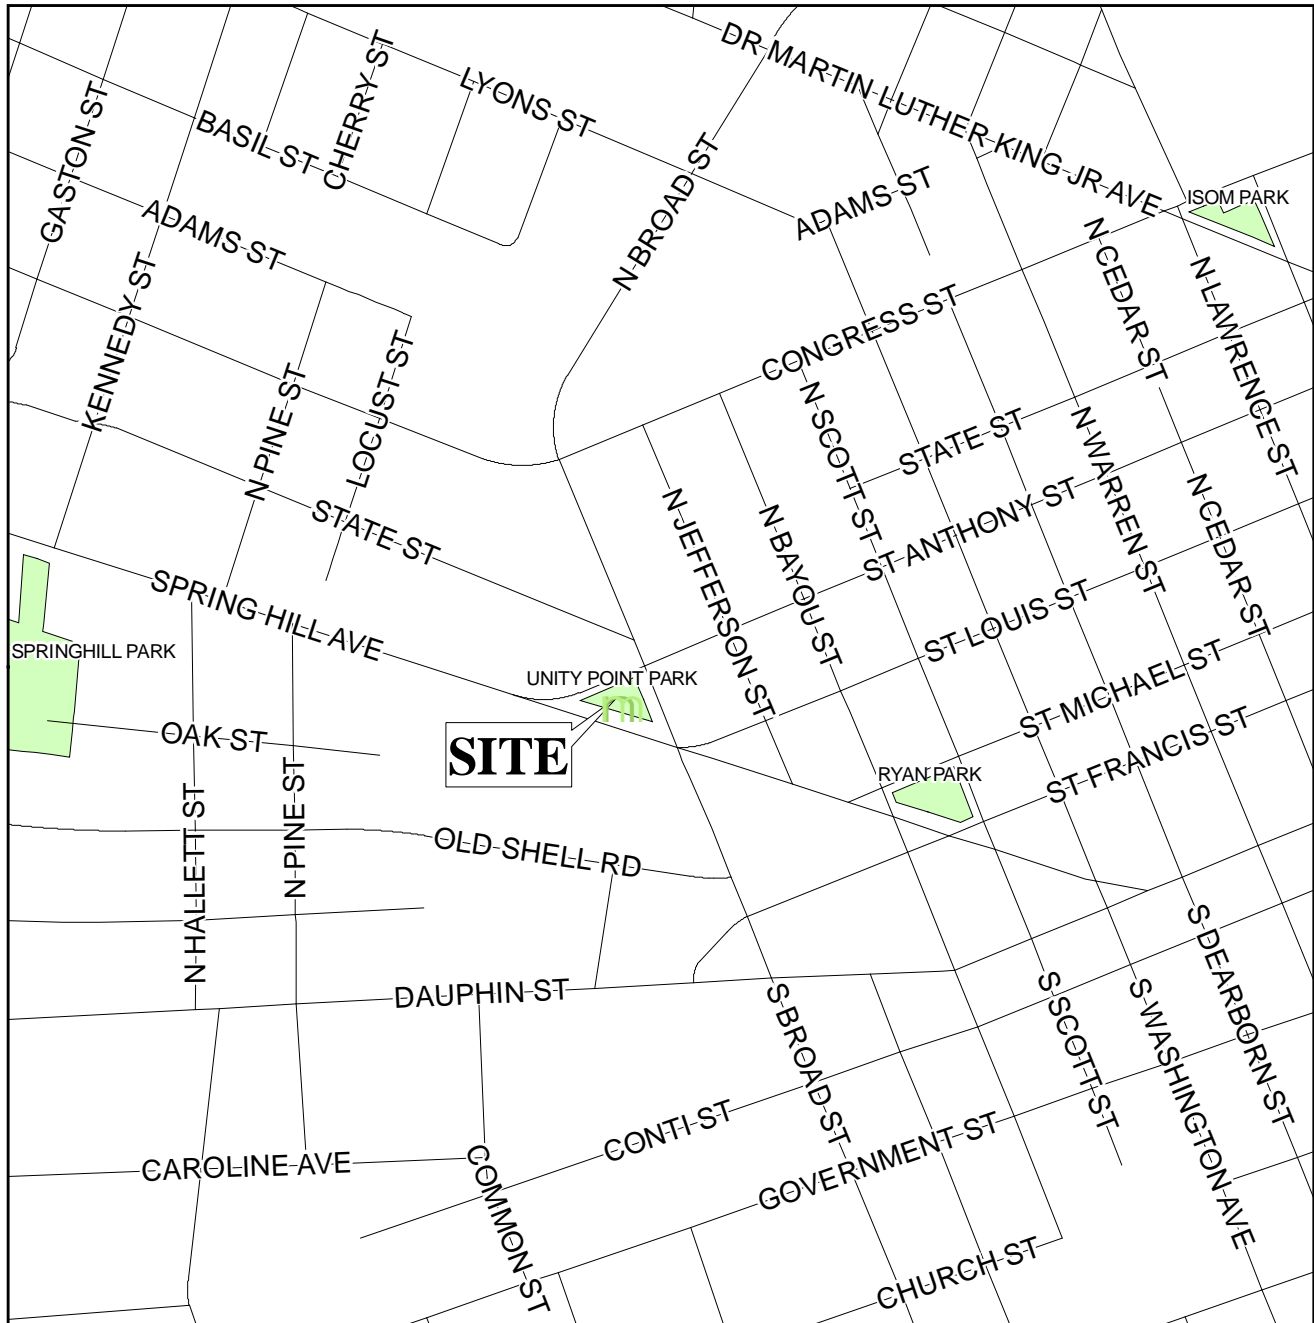 DR MARTIN LUTHER KING JR AVE
CHERRY ST
LYONS ST
GASTON ST
BASIL ST
N BROAD ST
ADAMS ST
ISOM PARK
ADAMS ST
N CEDAR ST
KENNEDY ST
N LAWRENCE ST
CONGRESS ST
LOCUST ST
N PINE ST
N SCOTT ST
STATE ST
N WARREN ST
STATE ST
ST ANTHONY ST
N JEFFERSON ST
N BAYOU ST
N CEDAR ST
SPRING HILL AVE
ST LOUIS ST
SPRINGHILL PARK
UNITY POINT PARK
ST MICHAEL ST
rm
OAK ST
SITE
ST FRANCIS ST
RYAN PARK
N HALLETT ST
N PINE ST
OLD SHELL RD
S DEARBORN ST
DAUPHIN ST
S BROAD ST
S SCOTT ST
S WASHINGTON AVE
CONTI ST
GOVERNMENT ST
CAROLINE AVE
COMMON ST
CHURCH ST